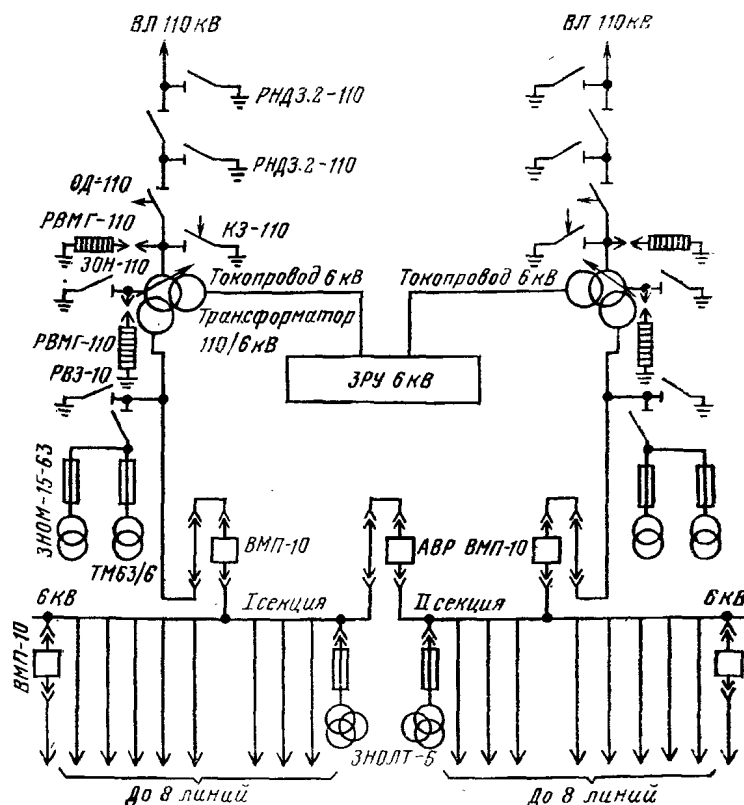 ВЛ 110 кВ
ВЛ 110 кВ
РНДЗ.2-110
РНДЗ.2-110
ОД-110
РВМГ-110
КЗ-110
ЗОН-110
Токопровод 6 кВ
Токопровод 6 кВ
Трансформатор
110/6 кВ
РВМГ-110
ЗРУ 6 кВ
РВЗ-10
ЗНОМ-15-63
ТМ63/6
ВМП-10
АВР ВМП-10
6 кВ
I секция
II секция
6 кВ
ВМП-10
ВМП-10
ЗНОЛТ-6
До 8 линий
До 8 линий